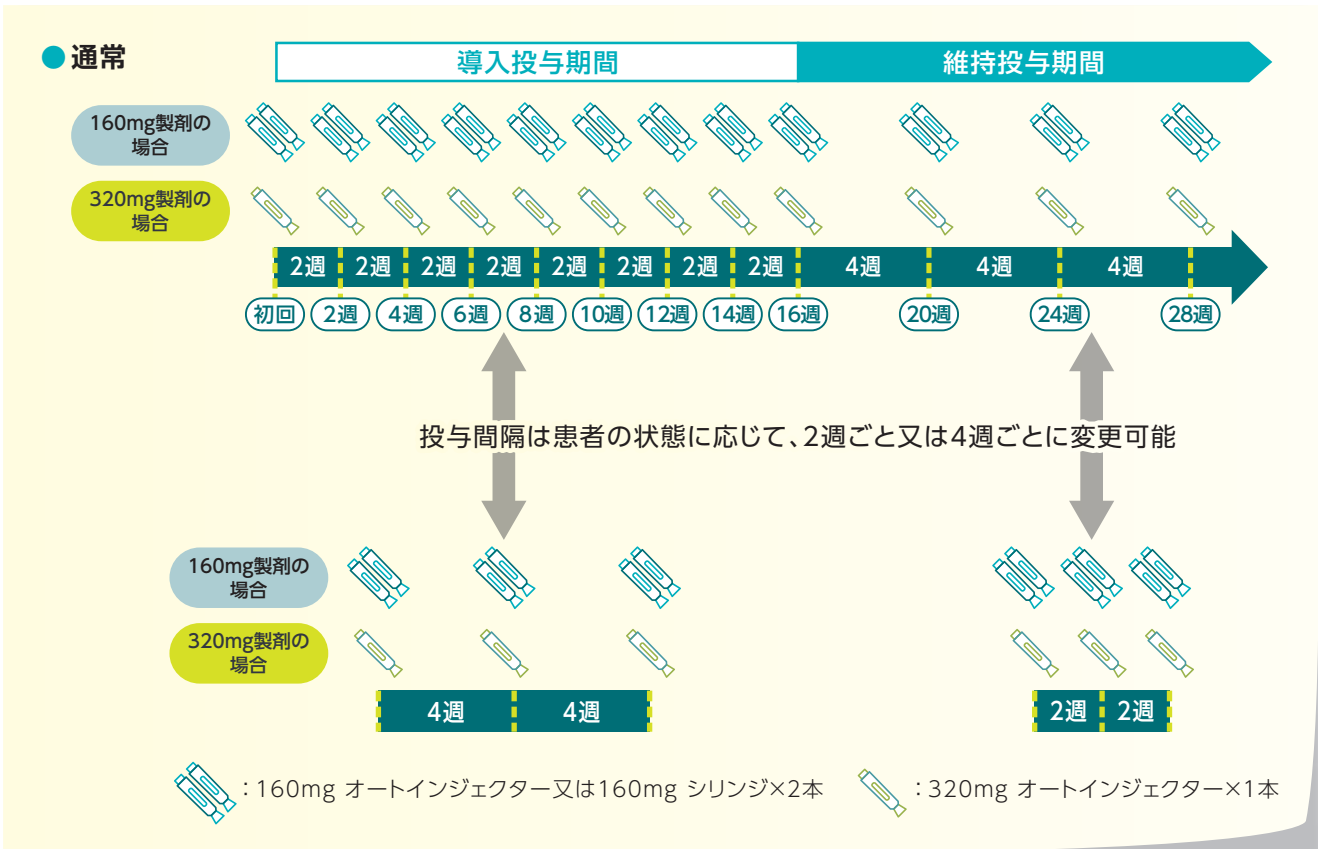 ●通常
導入投与期間
維持投与期間
160mg製剤の
場合
320mg製剤の
場合
2週 2週 2週 2週 2週 2週 2週 2週 4週 4週 4週
初回 2週 4週 6週 8週 10週 12週 14週 16週 20週 24週 28週
投与間隔は患者の状態に応じて、2週ごと又は4週ごとに変更可能
160mg製剤の
場合
320mg製剤の
場合
4週 4週
2週 2週
：160mg オートインジェクター又は160mg シリンジ×2本
：320mg オートインジェクター×1本